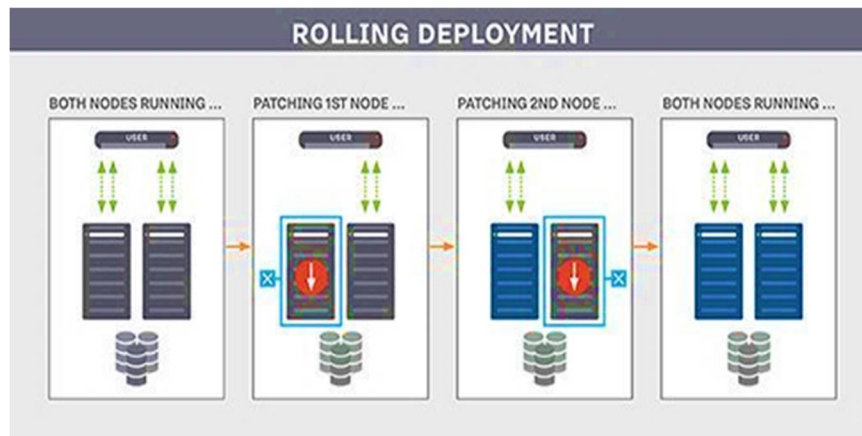 ROLLING DEPLOYMENT
BOTH NODES RUNNING ...
PATCHING 1ST NODE ...
PATCHING 2ND NODE ...
BOTH NODES RUNNING ...
USER
USER
USER
USER